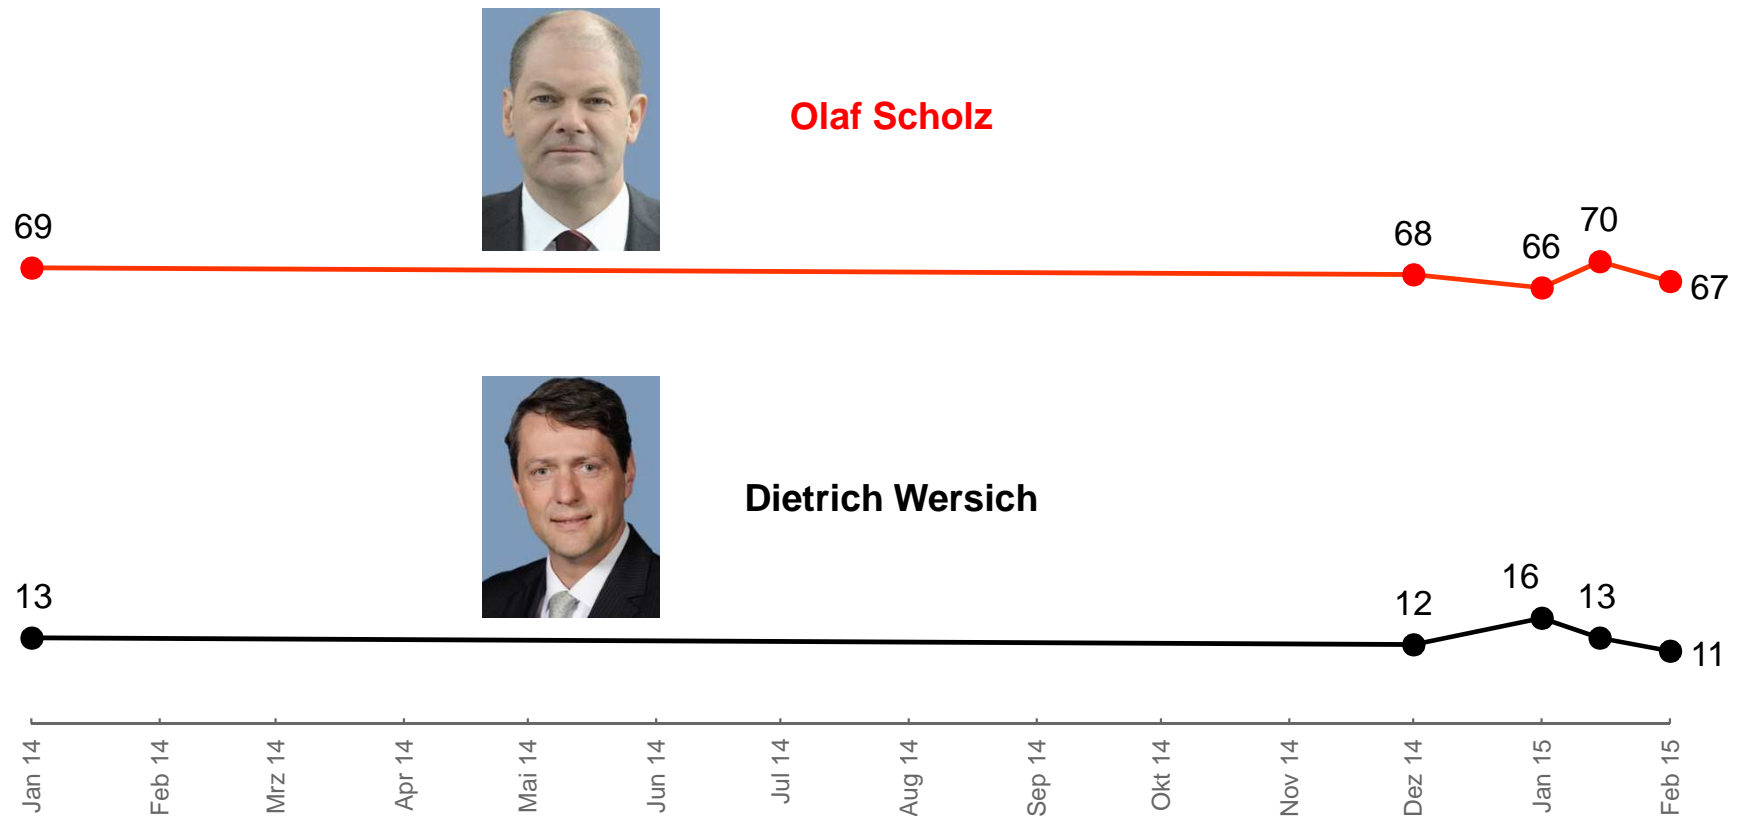 Olaf Scholz
69
68
66
70
67
Dietrich Wersich
13
12
16
13
11
Jan 14
Feb 14
Mrz 14
Apr 14
Mai 14
Jun 14
Jul 14
Aug 14
Sep 14
Okt 14
Nov 14
Dez 14
Jan 15
Feb 15